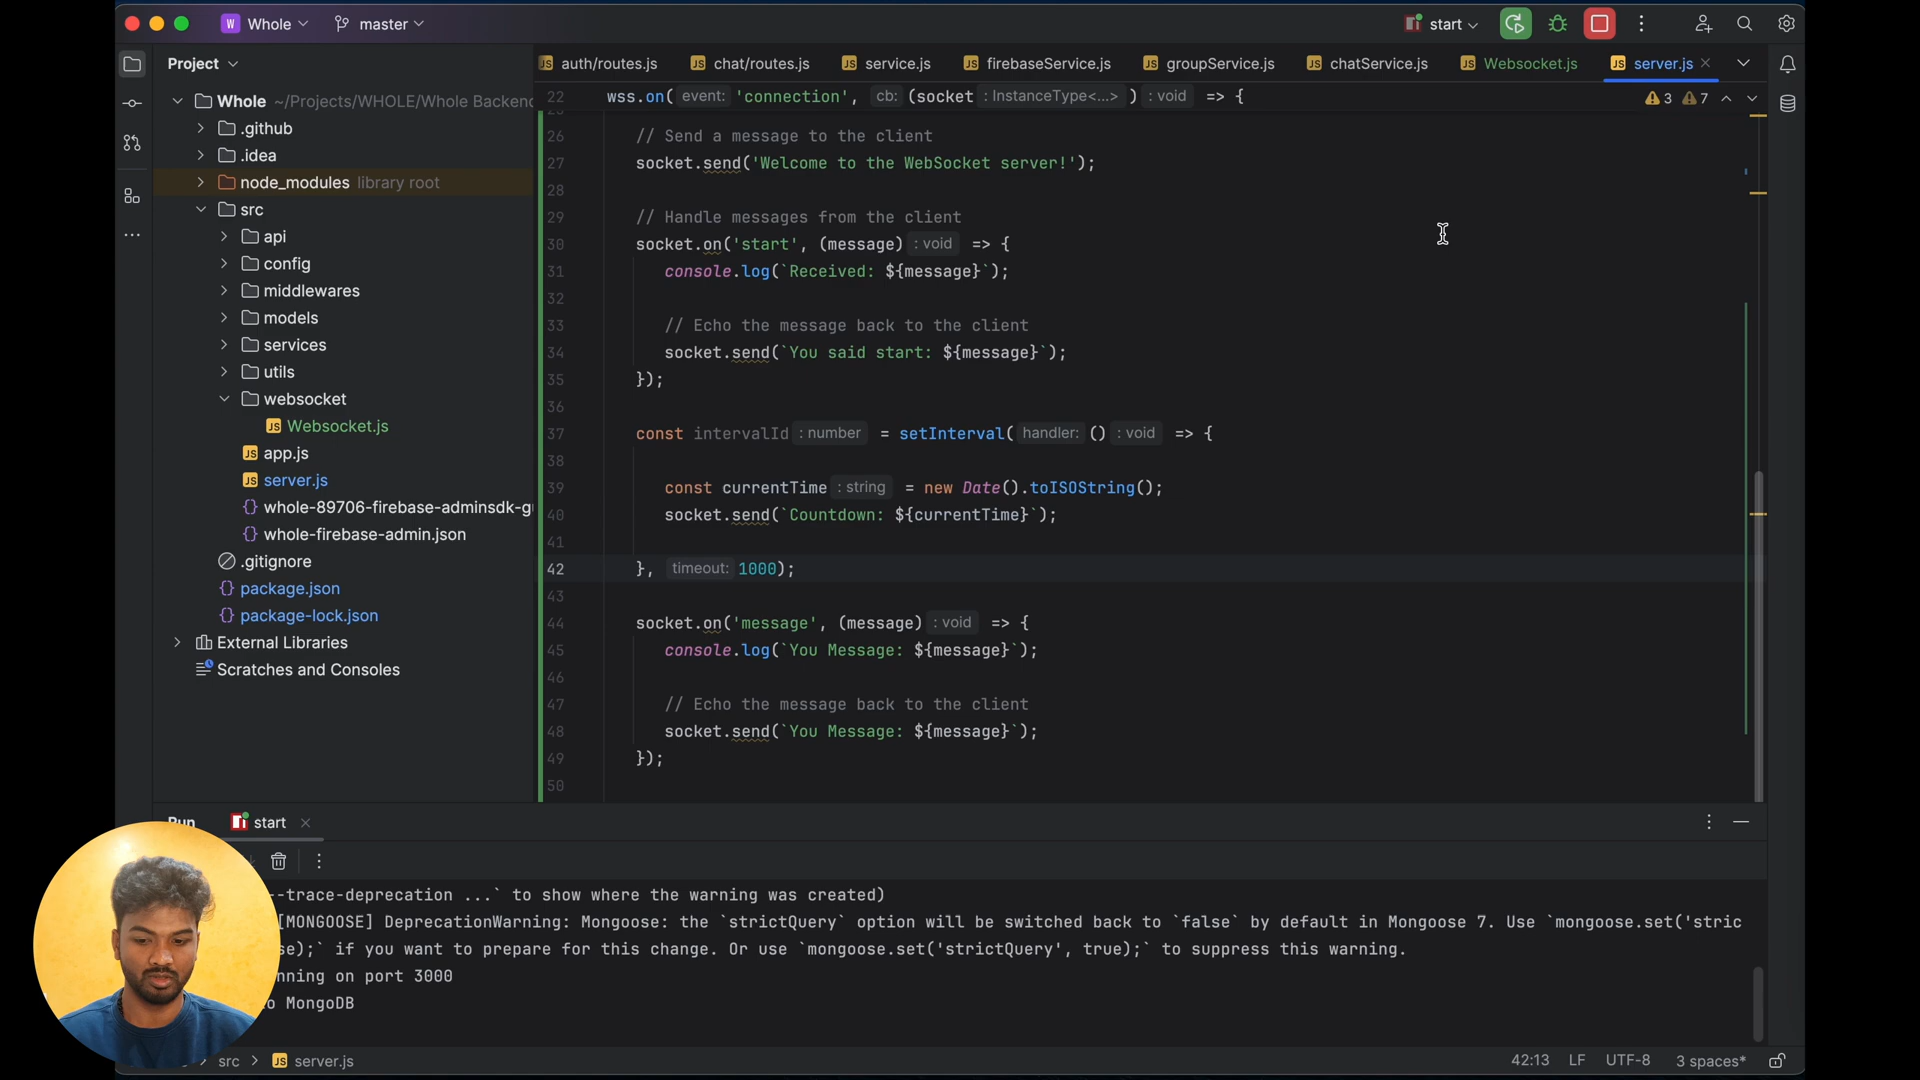 W Whole
master
start
Project
auth/routes.js
chat/routes.js
service.js
firebaseService.js
groupService.js
chatService.js
Websocket.js
server.js
Whole ~/Projects/WHOLE/Whole Backend
.github
.idea
node_modules library root
src
api
config
middlewares
models
services
utils
websocket
JS Websocket.js
JS app.js
JS server.js
{} whole-89706-firebase-adminsdk-g
{} whole-firebase-admin.json
.gitignore
{} package.json
{} package-lock.json
External Libraries
Scratches and Consoles
3 7
22 wss.on( event: 'connection', cb: (socket : InstanceType<...> ) : void => {
26 // Send a message to the client
27 socket.send('Welcome to the WebSocket server!');
28
29 // Handle messages from the client
30 socket.on('start', (message) : void => {
31 console.log(`Received: ${message}`);
32
33 // Echo the message back to the client
34 socket.send(`You said start: ${message}`);
35 });
36
37 const intervalId : number = setInterval( handler: () : void => {
38
39 const currentTime : string = new Date().toISOString();
40 socket.send(`Countdown: ${currentTime}`);
41
42 }, timeout: 1000);
43
44 socket.on('message', (message) : void => {
45 console.log(`You Message: ${message}`);
46
47 // Echo the message back to the client
48 socket.send(`You Message: ${message}`);
49 });
50
Run
start
--trace-deprecation ...` to show where the warning was created)
[MONGOOSE] DeprecationWarning: Mongoose: the `strictQuery` option will be switched back to `false` by default in Mongoose 7. Use `mongoose.set('stric
se);` if you want to prepare for this change. Or use `mongoose.set('strictQuery', true);` to suppress this warning.
nning on port 3000
o MongoDB
src > JS server.js
42:13 LF UTF-8 3 spaces*